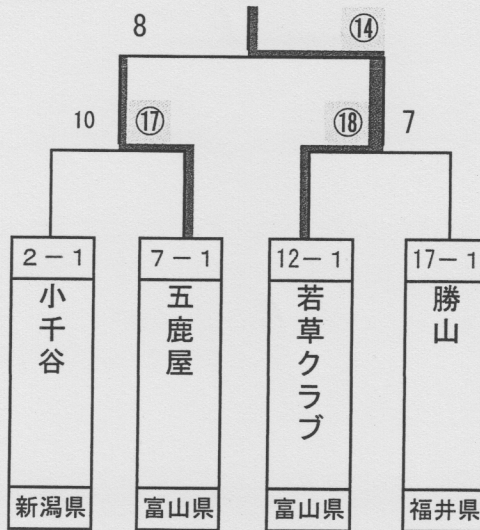 8 ⑭
10 ⑰ ⑱ 7
2-1 7-1 12-1 17-1
小千谷
五鹿屋
若草クラブ
勝山
新潟県 富山県 富山県 福井県